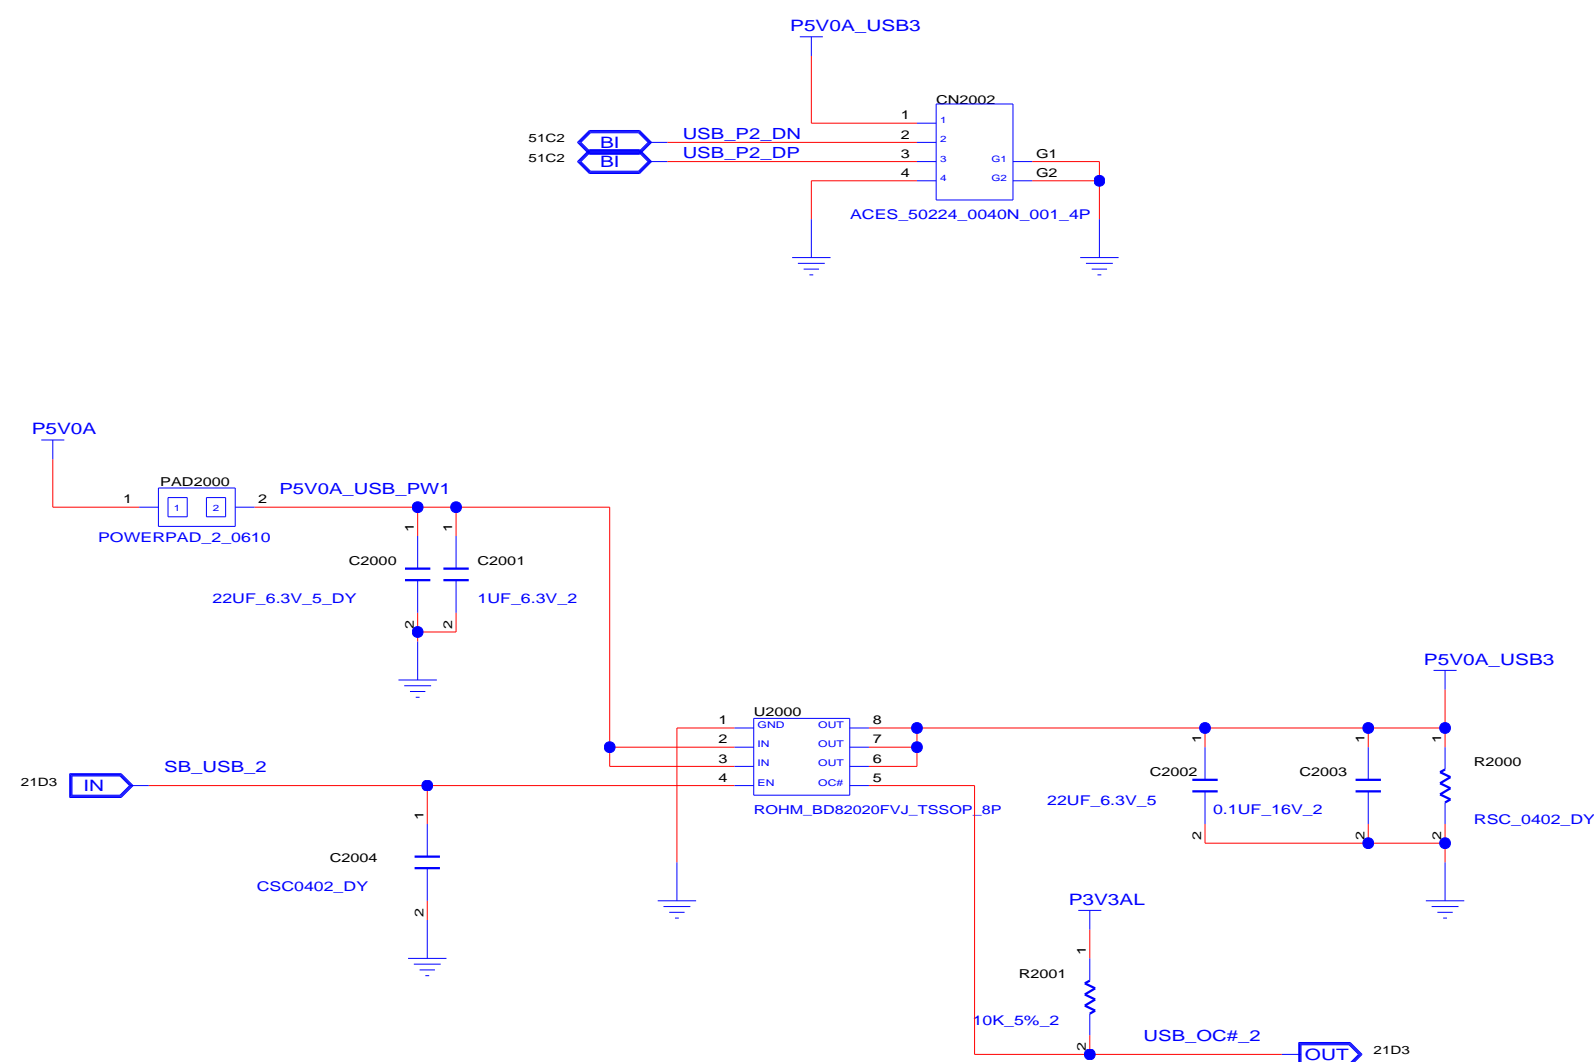 P5V0A_USB3
CN2002
1 1
51C2 BI USB_P2_DN 2 2
51C2 BI USB_P2_DP 3 3 G1 G1
4 4 G2 G2
ACES_50224_0040N_001_4P
P5V0A
PAD2000
1 1 2 2 P5V0A_USB_PW1
POWERPAD_2_0610
1 1
C2000 C2001
22UF_6.3V_5_DY 1UF_6.3V_2
2 2
P5V0A_USB3
U2000
1 GND OUT 8
2 IN OUT 7
3 IN OUT 6
21D3 IN SB_USB_2 4 EN OC# 5
ROHM_BD82020FVJ_TSSOP_8P
1 1 1
C2002 C2003 R2000
22UF_6.3V_5 0.1UF_16V_2 RSC_0402_DY
2 2 2
1
C2004
CSC0402_DY
2
P3V3AL
1
R2001
10K_5%_2
2 USB_OC#_2 OUT 21D3